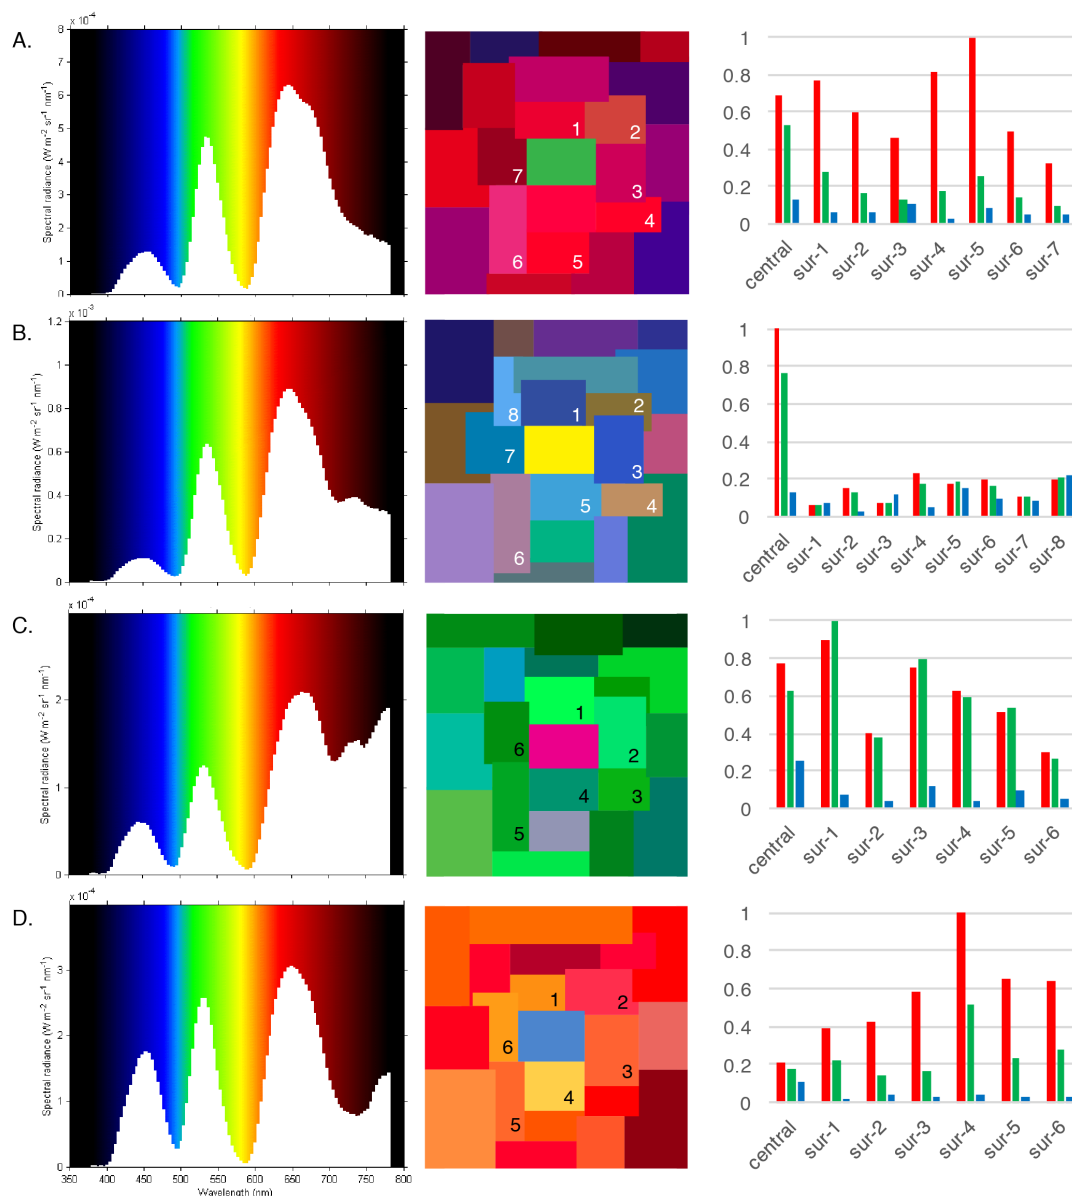 A.
x 10⁻⁴
8
7
6
5
4
3
2
1
0
Spectral radiance (W m⁻² sr⁻¹ nm⁻¹)
1
2
3
4
5
6
7
1
0.8
0.6
0.4
0.2
0
central
sur-1
sur-2
sur-3
sur-4
sur-5
sur-6
sur-7
B.
x 10⁻³
1.2
1
0.8
0.6
0.4
0.2
0
Spectral radiance (W m⁻² sr⁻¹ nm⁻¹)
1
2
3
4
5
6
7
8
1
0.8
0.6
0.4
0.2
0
central
sur-1
sur-2
sur-3
sur-4
sur-5
sur-6
sur-7
sur-8
C.
x 10⁻⁴
2
1
0
350 400 450 500 550 600 650 700 750 800
Spectral radiance (W m⁻² sr⁻¹ nm⁻¹)
1
2
3
4
5
6
1
0.8
0.6
0.4
0.2
0
central
sur-1
sur-2
sur-3
sur-4
sur-5
sur-6
D.
x 10⁻⁴
3
2
1
0
350 400 450 500 550 600 650 700 750 800
Wavelength (nm)
Spectral radiance (W m⁻² sr⁻¹ nm⁻¹)
1
2
3
4
5
6
1
0.8
0.6
0.4
0.2
0
central
sur-1
sur-2
sur-3
sur-4
sur-5
sur-6